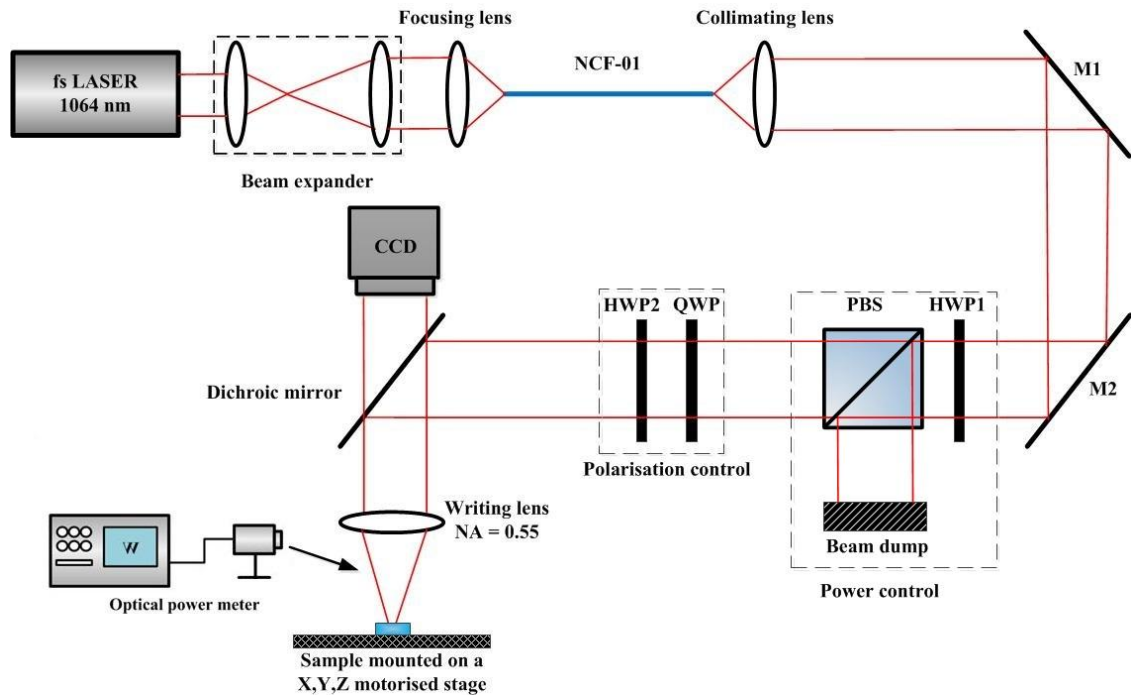 Focusing lens
Collimating lens
fs LASER
1064 nm
NCF-01
M1
Beam expander
CCD
HWP2
QWP
PBS
HWP1
Dichroic mirror
M2
Polarisation control
Writing lens
NA = 0.55
W
Beam dump
Optical power meter
Power control
Sample mounted on a
X,Y,Z motorised stage